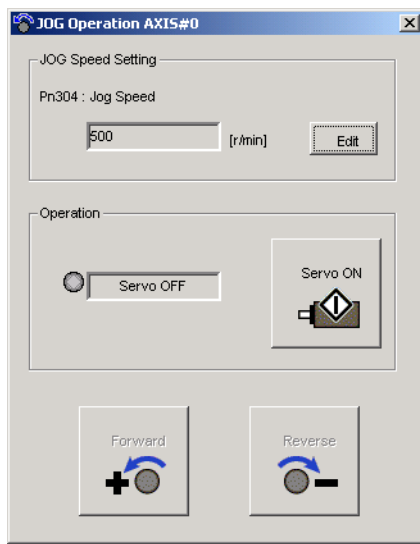 JOG Operation AXIS#0
JOG Speed Setting
Pn304 : Jog Speed
500 [r/min] Edit
Operation
Servo OFF
Servo ON
Forward Reverse